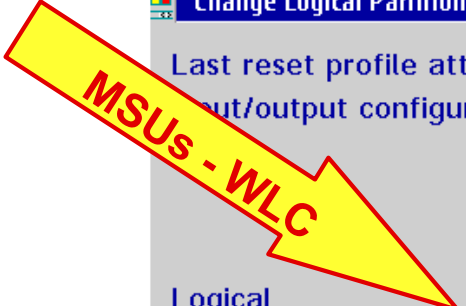 Change Logical Partition
Last reset profile att
put/output configur
MSUs - WLC
Logical